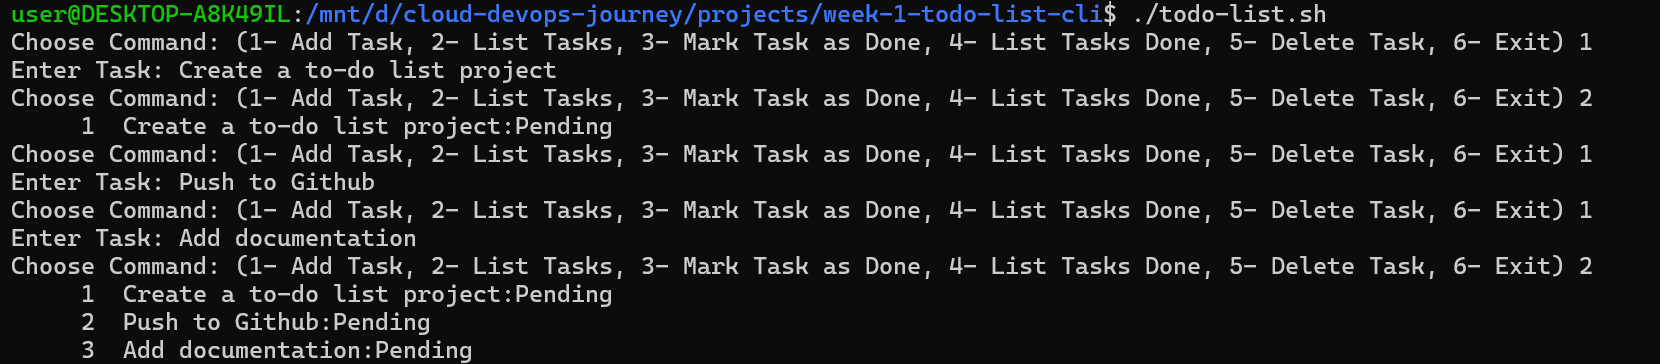 user@DESKTOP-A8K49IL:/mnt/d/cloud-devops-journey/projects/week-1-todo-list-cli$ ./todo-list.sh
Choose Command: (1- Add Task, 2- List Tasks, 3- Mark Task as Done, 4- List Tasks Done, 5- Delete Task, 6- Exit) 1
Enter Task: Create a to-do list project
Choose Command: (1- Add Task, 2- List Tasks, 3- Mark Task as Done, 4- List Tasks Done, 5- Delete Task, 6- Exit) 2
     1  Create a to-do list project:Pending
Choose Command: (1- Add Task, 2- List Tasks, 3- Mark Task as Done, 4- List Tasks Done, 5- Delete Task, 6- Exit) 1
Enter Task: Push to Github
Choose Command: (1- Add Task, 2- List Tasks, 3- Mark Task as Done, 4- List Tasks Done, 5- Delete Task, 6- Exit) 1
Enter Task: Add documentation
Choose Command: (1- Add Task, 2- List Tasks, 3- Mark Task as Done, 4- List Tasks Done, 5- Delete Task, 6- Exit) 2
     1  Create a to-do list project:Pending
     2  Push to Github:Pending
     3  Add documentation:Pending